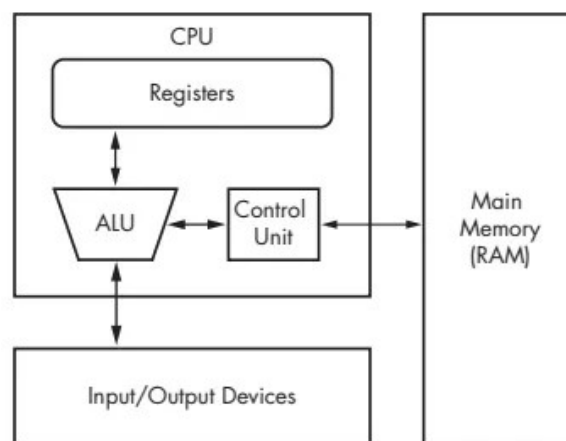 CPU
Registers
ALU
Control
Unit
Main
Memory
(RAM)
Input/Output Devices